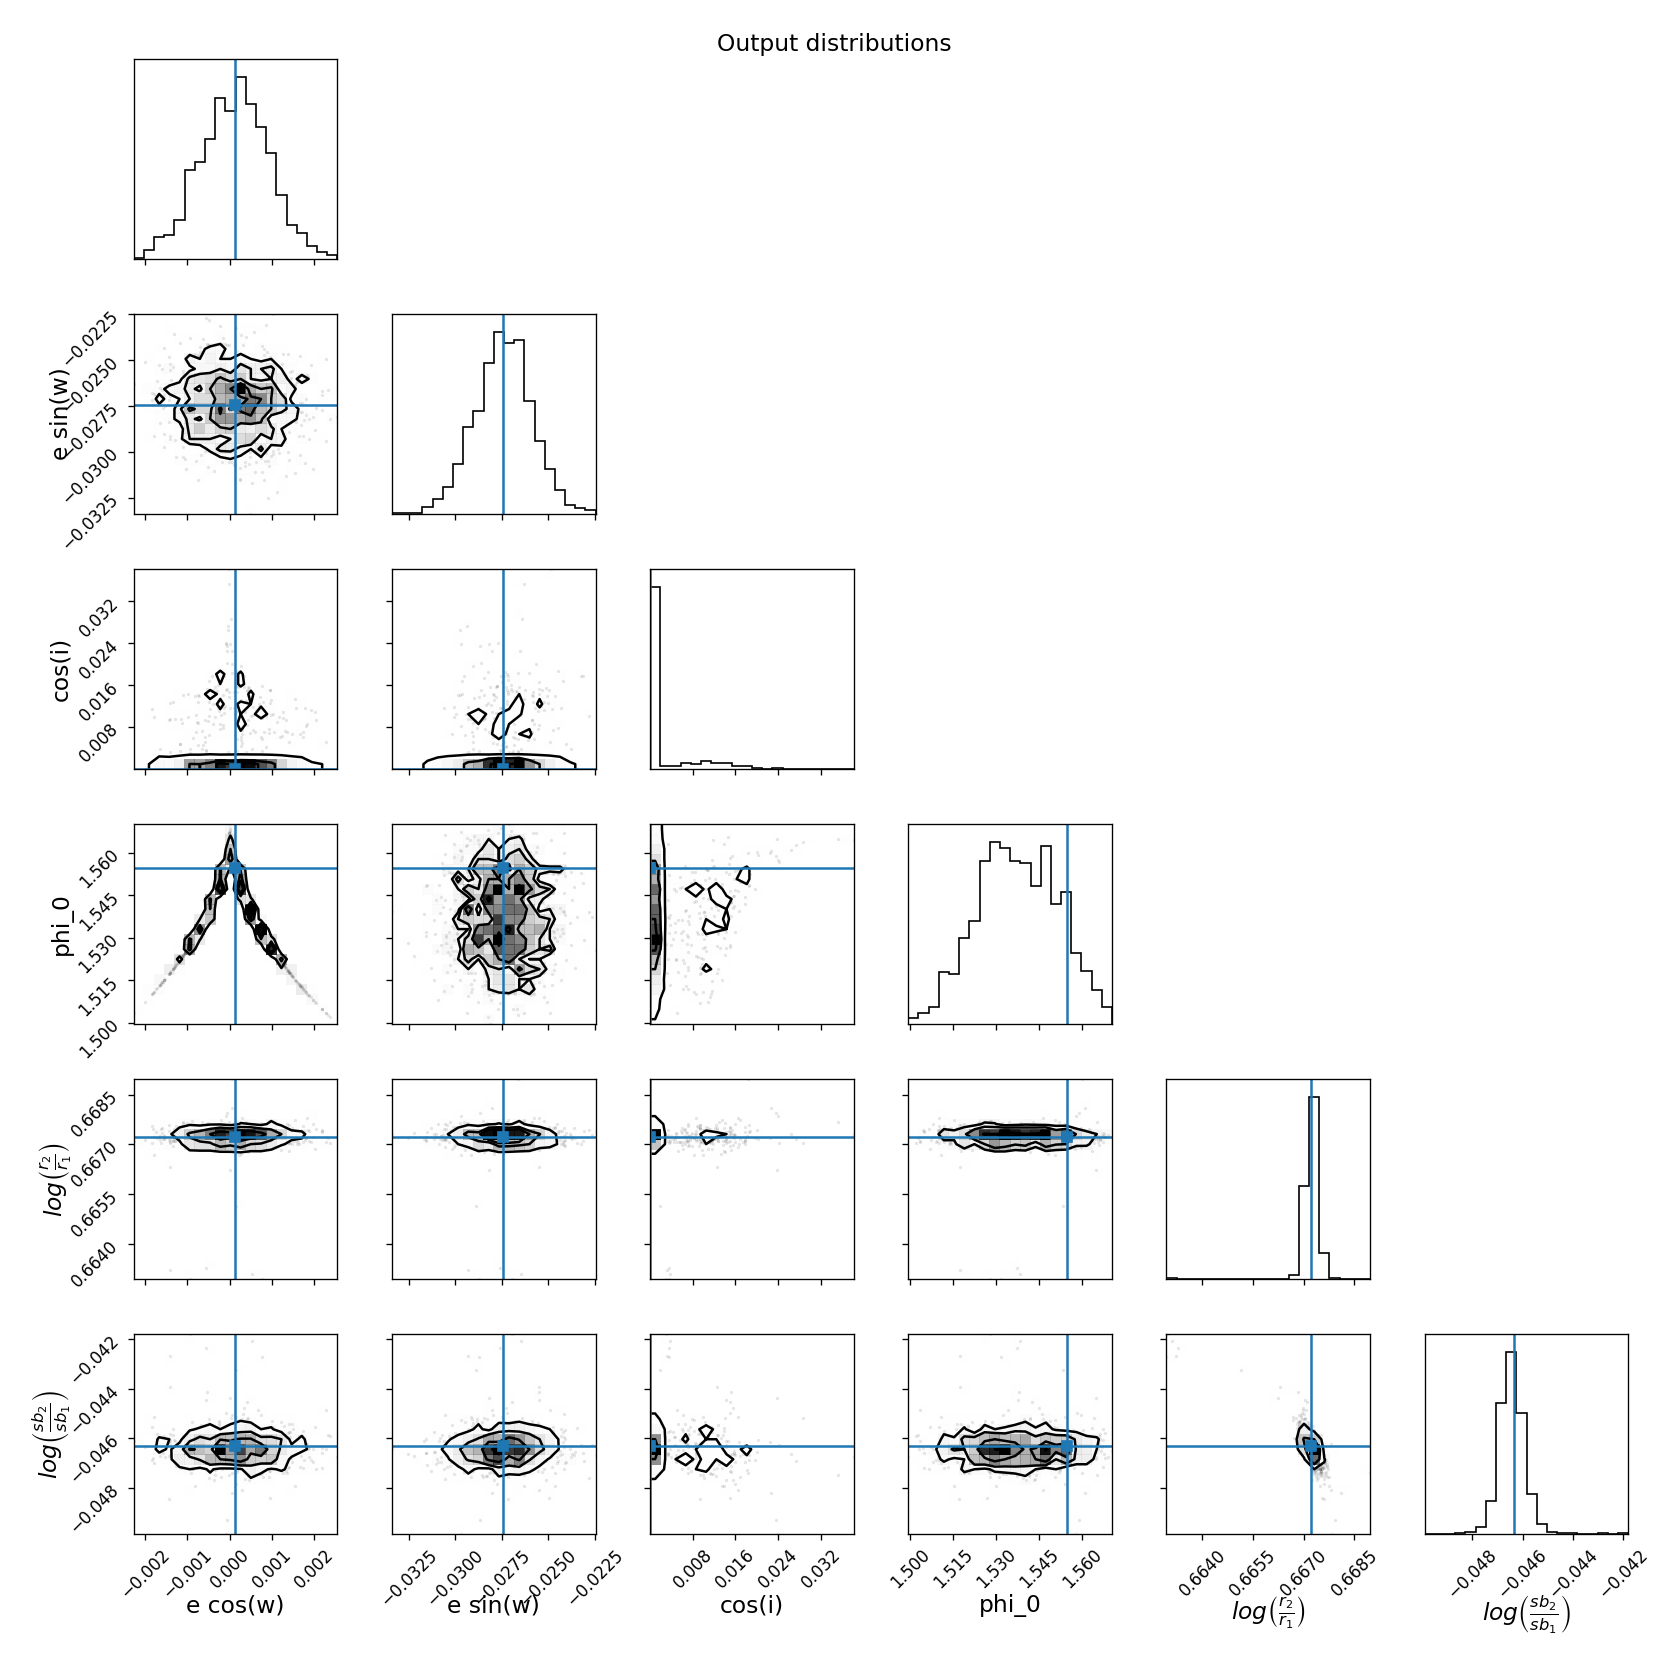 Output distributions
e sin(w)
−0.0225
−0.0250
−0.0275
−0.0300
−0.0325
cos(i)
0.032
0.024
0.016
0.008
phi_0
1.560
1.545
1.530
1.515
1.500
log(r₂/r₁)
0.6685
0.6670
0.6655
0.6640
log(sb₂/sb₁)
−0.042
−0.044
−0.046
−0.048
−0.002 −0.001 0.000 0.001 0.002 −0.0325 −0.0300 −0.0275 −0.0250 −0.0225 0.008 0.016 0.024 0.032 1.500 1.515 1.530 1.545 1.560 0.6640 0.6655 0.6670 0.6685 −0.048 −0.046 −0.044 −0.042
e cos(w) e sin(w) cos(i) phi_0 log(r₂/r₁) log(sb₂/sb₁)